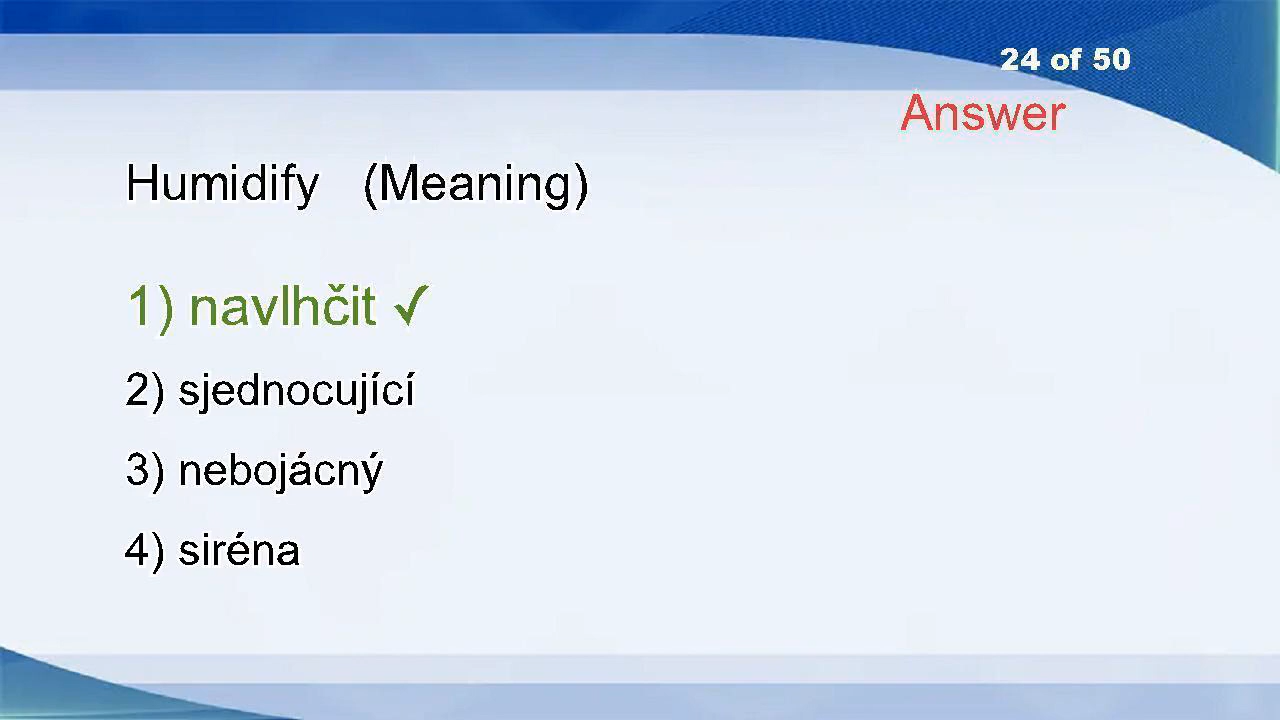 24 of 50
Answer
Humidify (Meaning)
1) navlhčit ✓
2) sjednocující
3) nebojácný
4) siréna